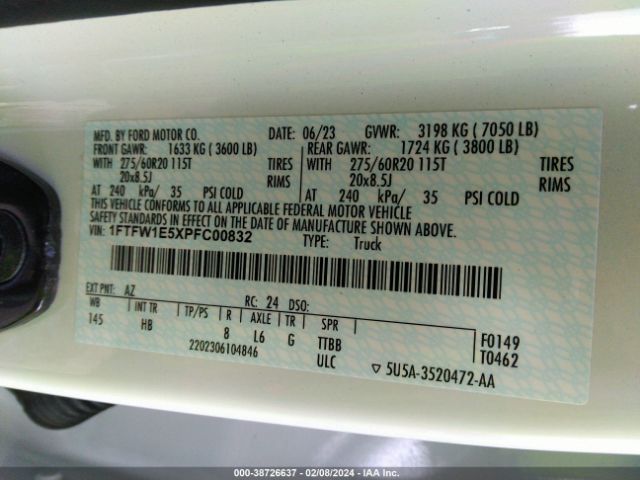 MFD. BY FORD MOTOR CO. DATE: 06/23 GVWR: 3198 KG ( 7050 LB)
FRONT GAWR: 1633 KG ( 3600 LB) REAR GAWR: 1724 KG ( 3800 LB)
WITH 275/60R20 115T TIRES WITH 275/60R20 115T TIRES
20x8.5J RIMS 20x8.5J RIMS
AT 240 kPa/ 35 PSI COLD AT 240 kPa/ 35 PSI COLD
THIS VEHICLE CONFORMS TO ALL APPLICABLE FEDERAL MOTOR VEHICLE
SAFETY STANDARDS IN EFFECT ON THE DATE OF MANUFACTURE SHOWN ABOVE.
VIN: 1FTFW1E5XPFC00832 TYPE: Truck
EXT PNT: AZ RC: 24 DSO:
WB INT TR TP/PS R AXLE TR SPR
145 HB 8 L6 G TTBB F0149
2202306104846 ULC T0462
5U5A-3520472-AA
000-38726637 - 02/08/2024 - IAA Inc.